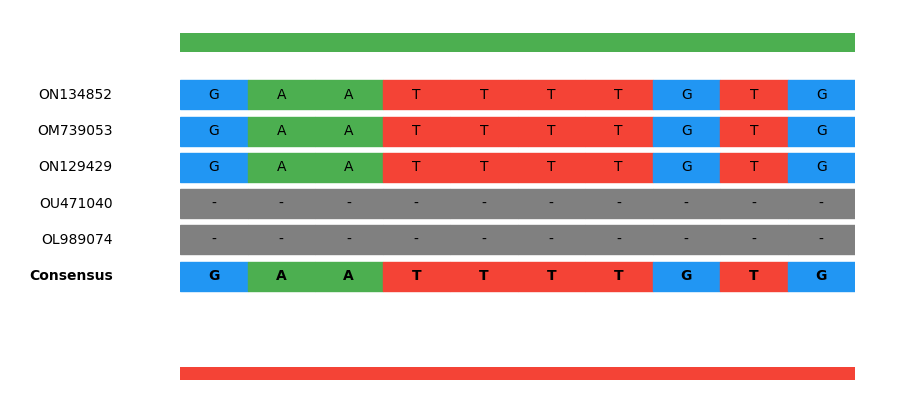 ON134852 G A A T T T T G T G
OM739053 G A A T T T T G T G
ON129429 G A A T T T T G T G
OU471040 - - - - - - - - - -
OL989074 - - - - - - - - - -
Consensus G A A T T T T G T G